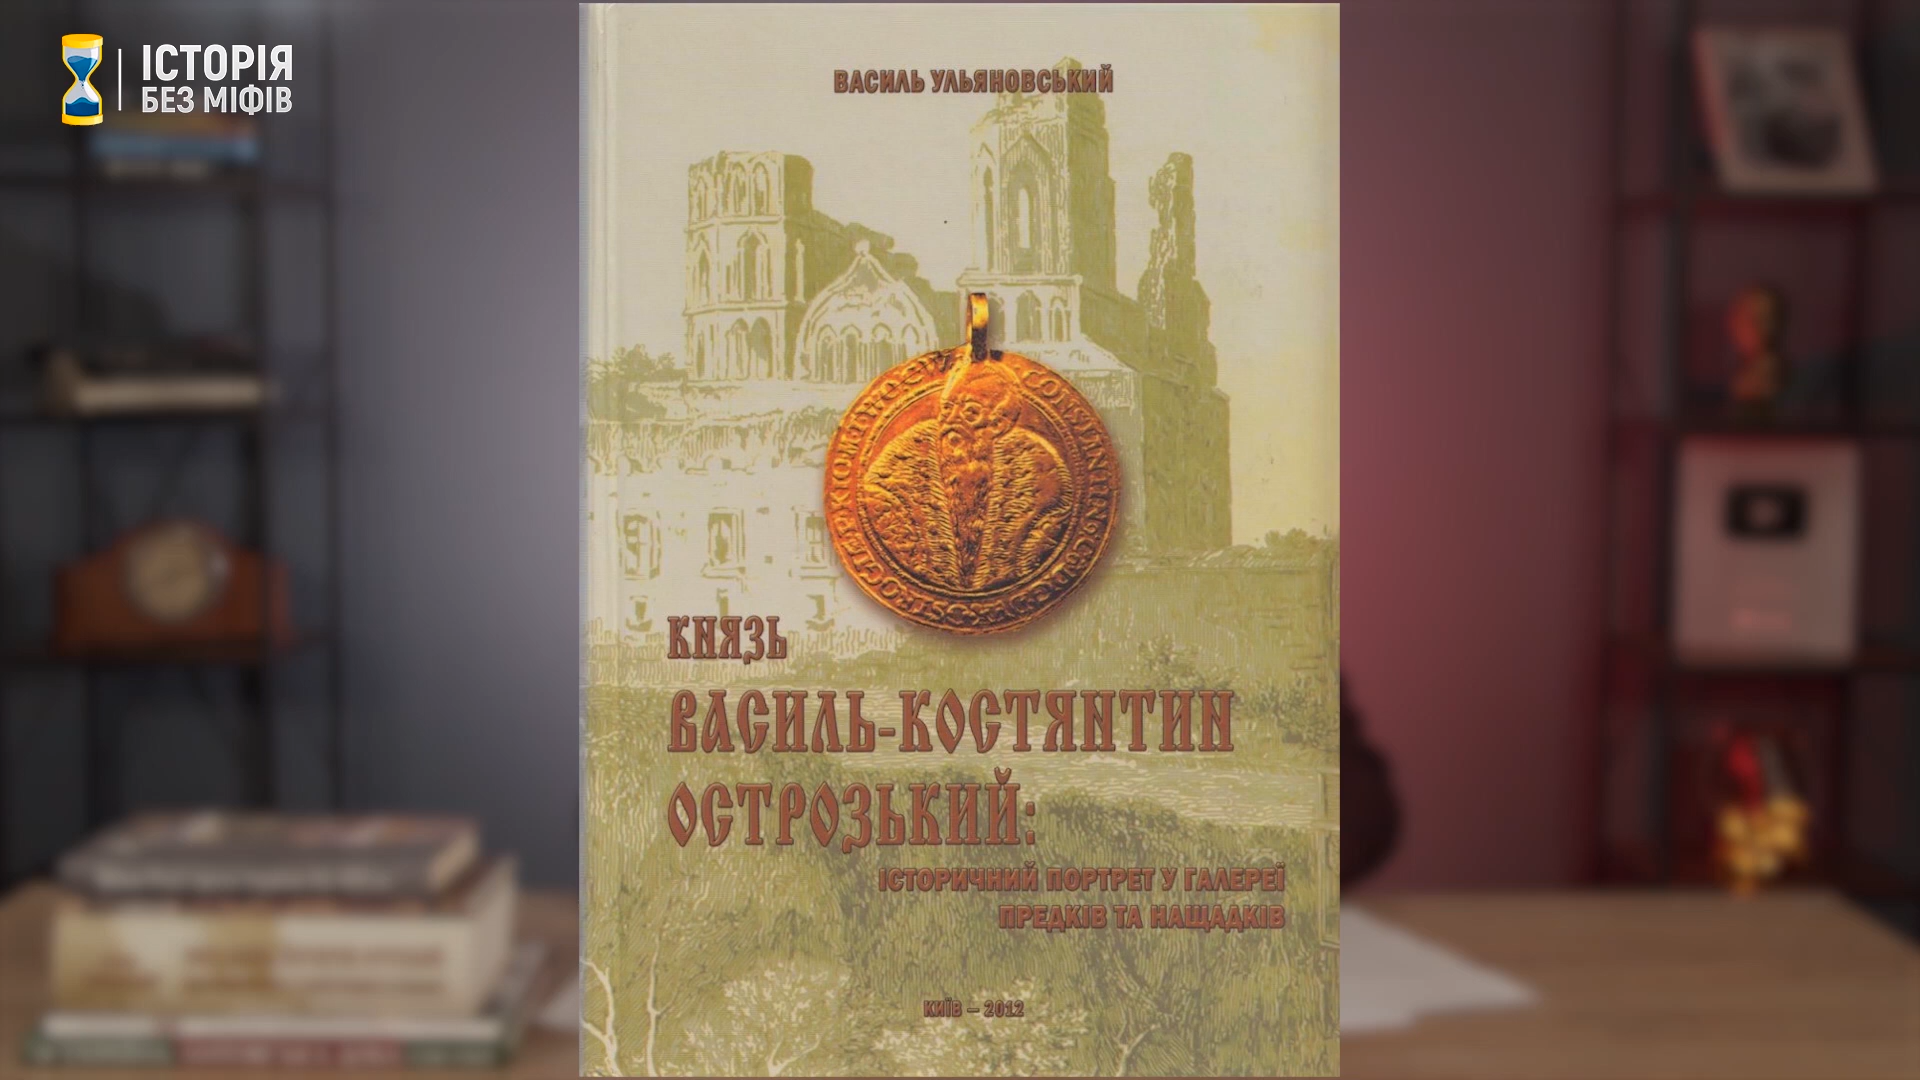 ІСТОРІЯ
БЕЗ МІФІВ
ВАСИЛЬ УЛЬЯНОВСЬКИЙ
КНЯЗЬ
ВАСИЛЬ-КОСТЯНТИН
ОСТРОЗЬКИЙ:
ІСТОРИЧНИЙ ПОРТРЕТ У ГАЛЕРЕЇ
ПРЕДКІВ ТА НАЩАДКІВ
КИЇВ – 2012